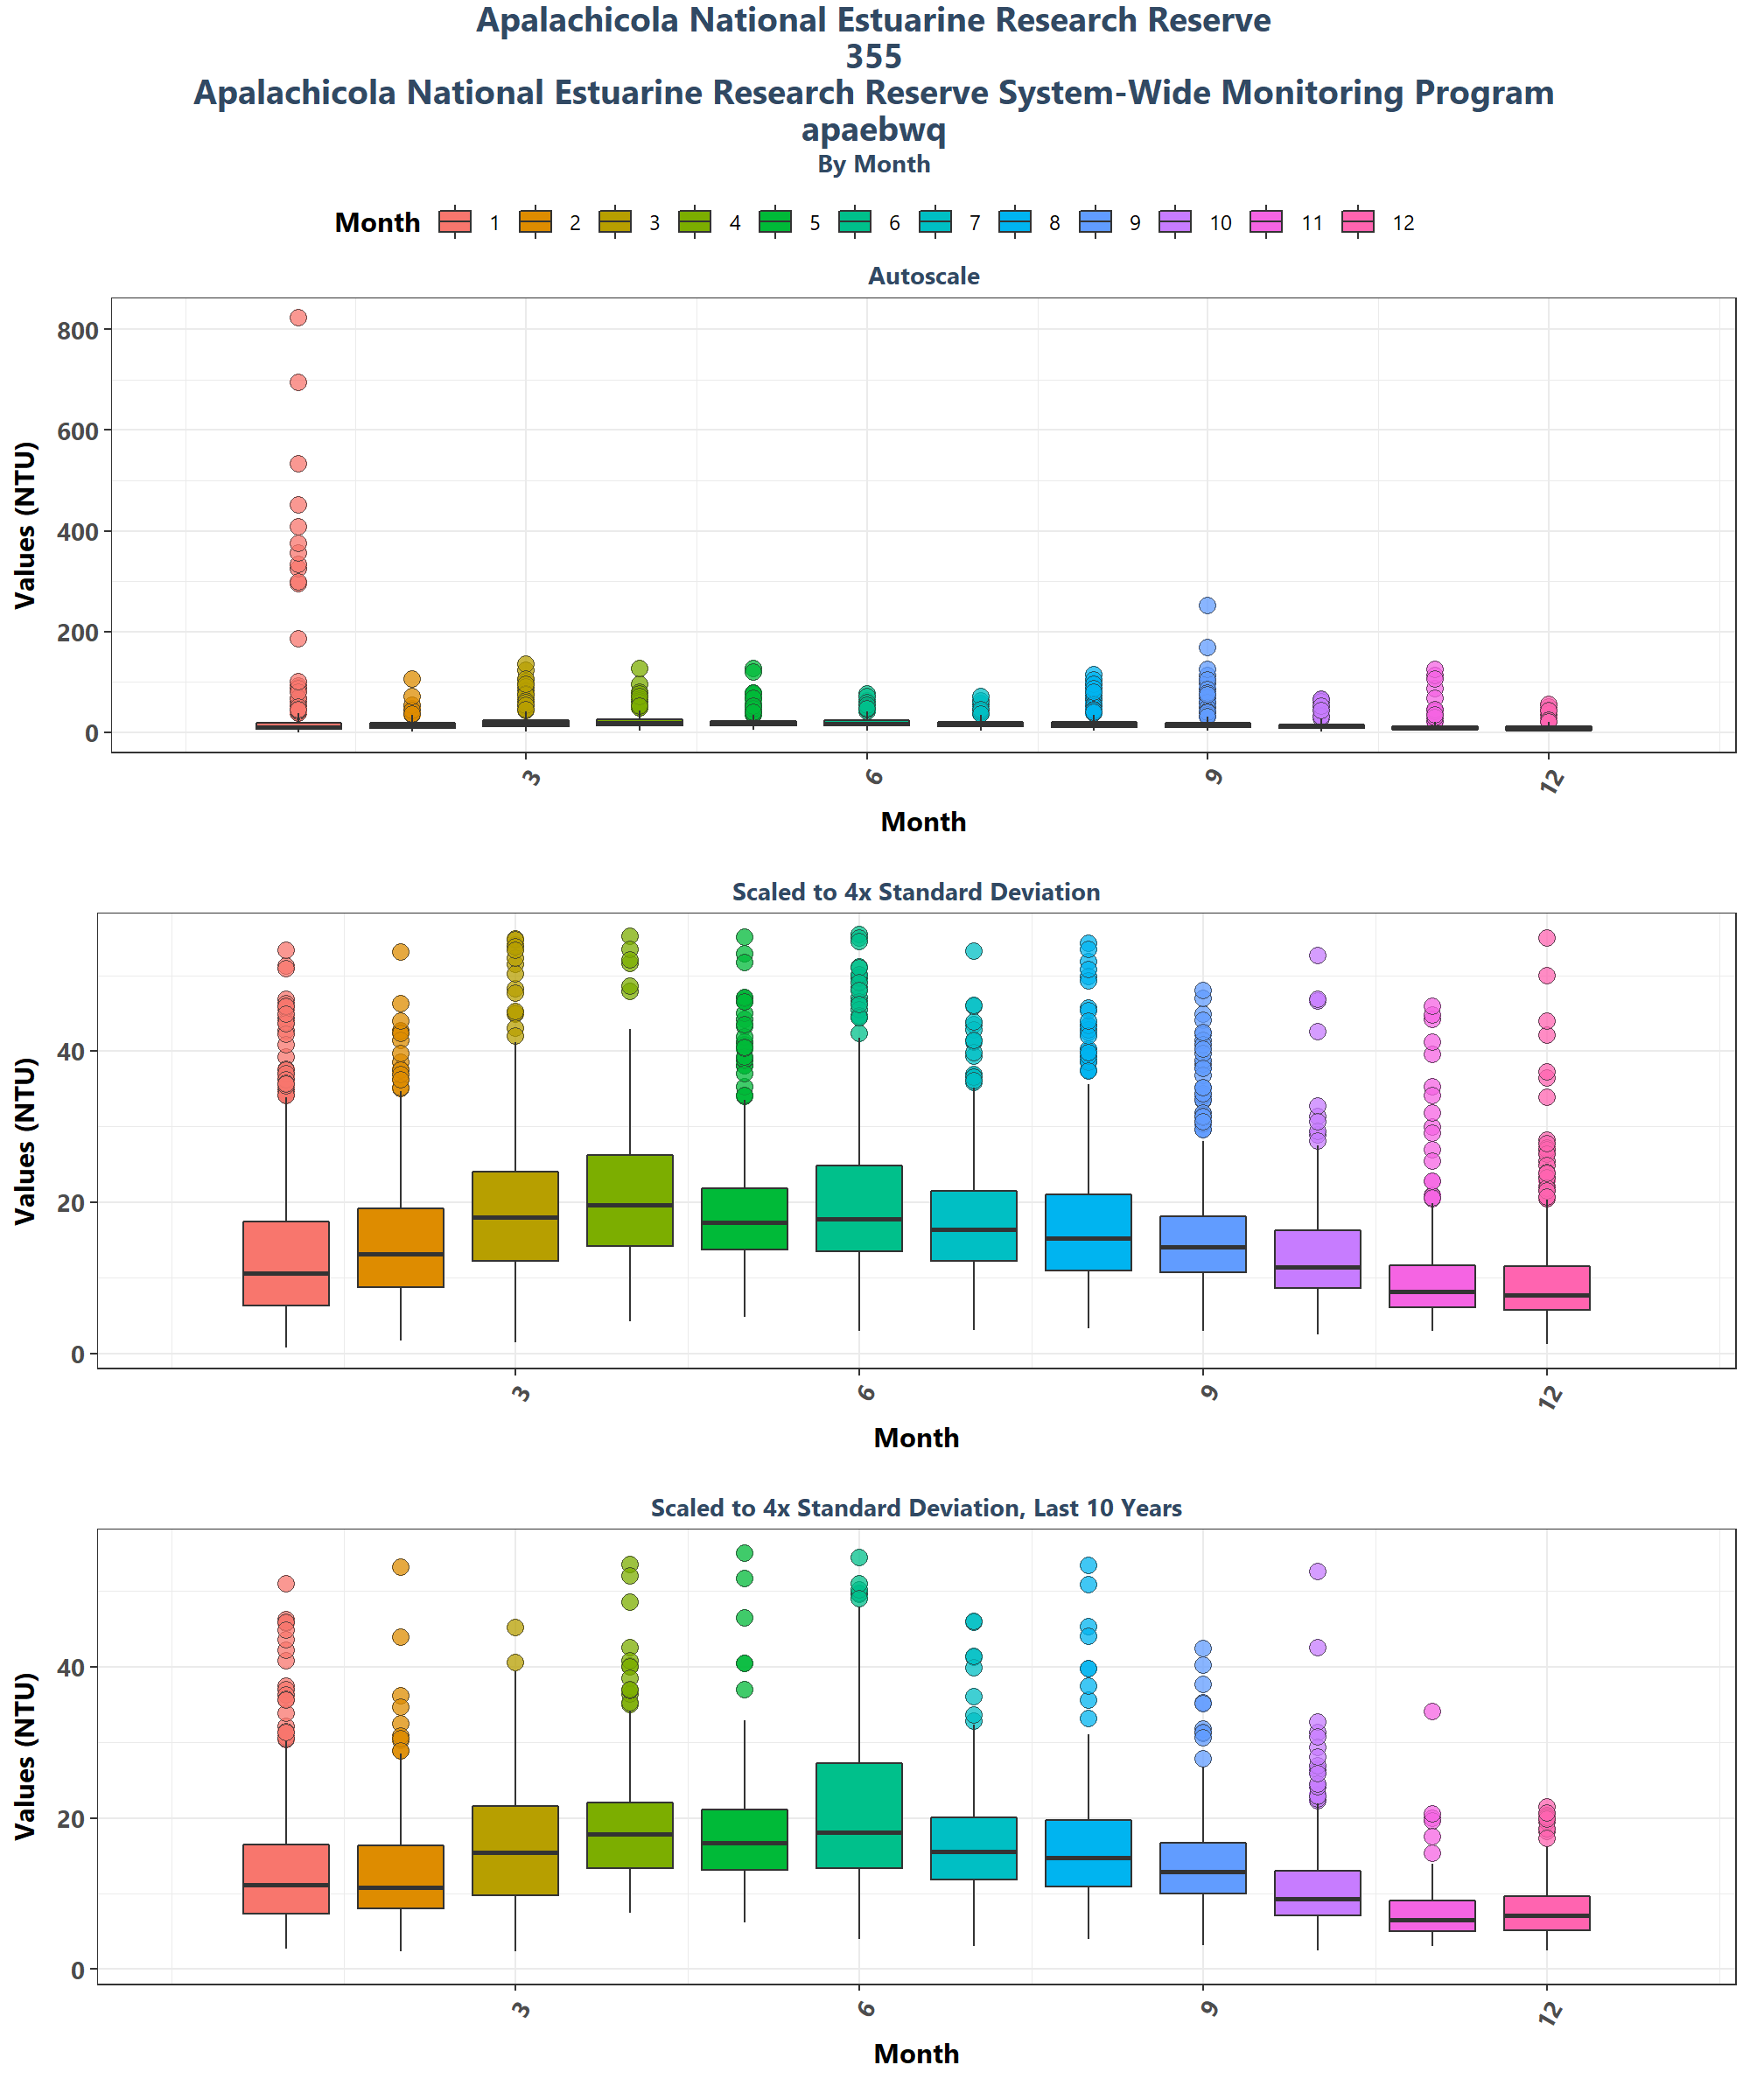 Apalachicola National Estuarine Research Reserve
355
Apalachicola National Estuarine Research Reserve System-Wide Monitoring Program
apaebwq
By Month
Month 1 2 3 4 5 6 7 8 9 10 11 12
Autoscale
Values (NTU)
800
600
400
200
0
3 6 9 12
Month
Scaled to 4x Standard Deviation
Values (NTU)
40
20
0
3 6 9 12
Month
Scaled to 4x Standard Deviation, Last 10 Years
Values (NTU)
40
20
0
3 6 9 12
Month